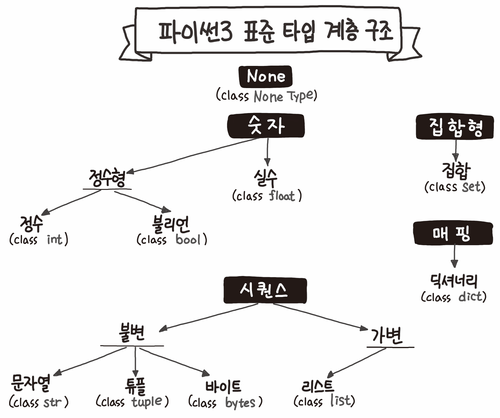 파이썬3 표준 타입 계층 구조
None
(class None Type)
숫자
집합형
정수형
실수
(class float)
집합
(class set)
정수
(class int)
불리언
(class bool)
매핑
딕셔너리
(class dict)
시퀀스
불변
가변
문자열
(class str)
튜플
(class tuple)
바이트
(class bytes)
리스트
(class list)